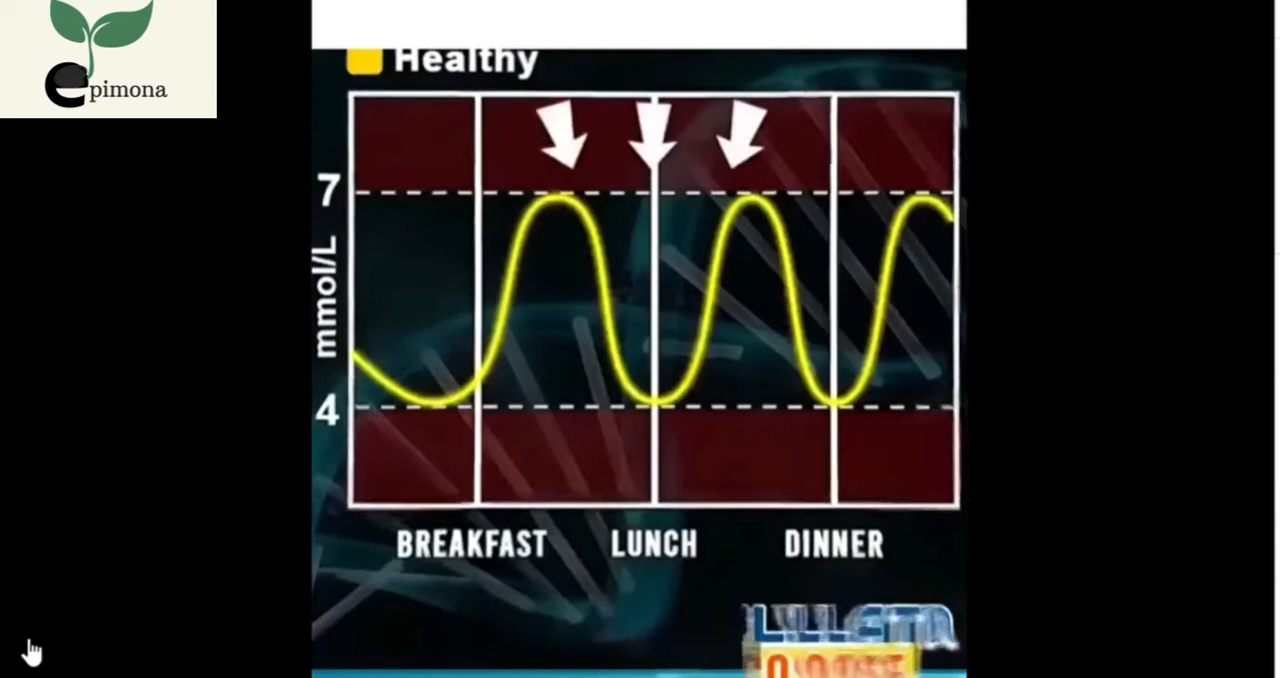 epimona
Healthy
7
mmol/L
4
BREAKFAST
LUNCH
DINNER